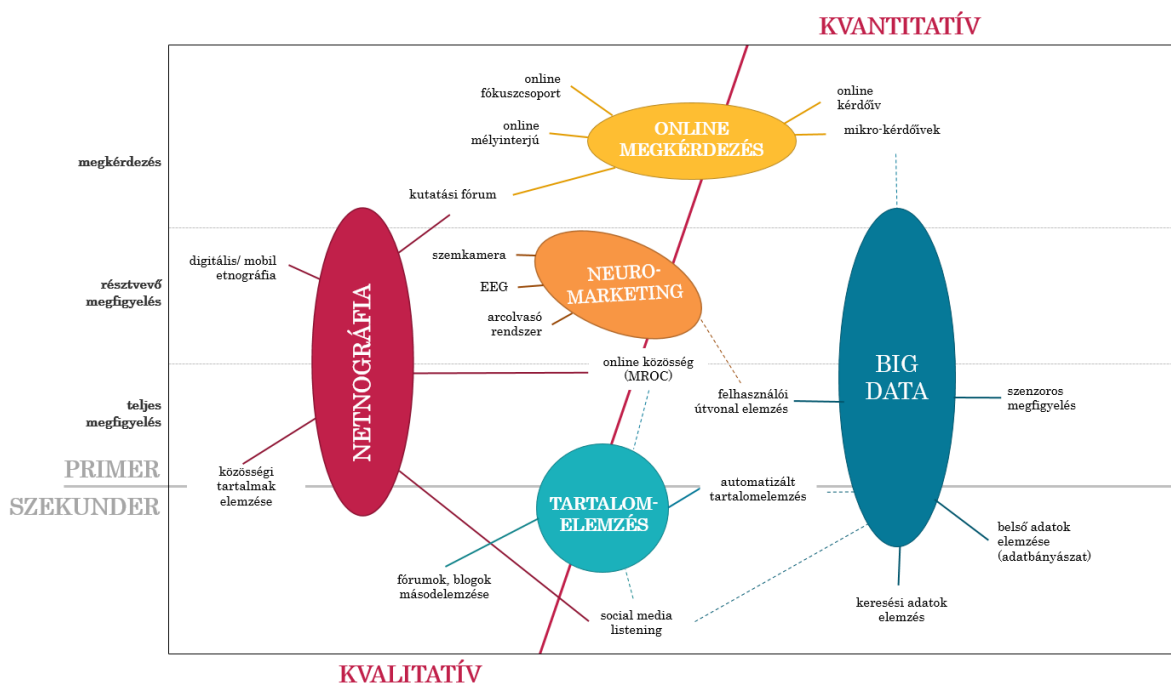 KVANTITATÍV
online
fókuszcsoport
online
kérdőív
online
mélyinterjú
ONLINE
MEGKÉRDEZÉS
mikro-kérdőívek
megkérdezés
kutatási fórum
digitális/ mobil
etnográfia
szemkamera
EEG
arcolvasó
rendszer
NEURO-
MARKETING
résztvevő
megfigyelés
NETNOGRÁFIA
online közösség
(MROC)
BIG
DATA
felhasználói
útvonal elemzés
szenzoros
megfigyelés
teljes
megfigyelés
PRIMER
SZEKUNDER
közösségi
tartalmak
elemzése
TARTALOM-
ELEMZÉS
automatizált
tartalomelemzés
belső adatok
elemzése
(adatbányászat)
fórumok, blogok
másodelemzése
social media
listening
keresési adatok
elemzés
KVALITATÍV